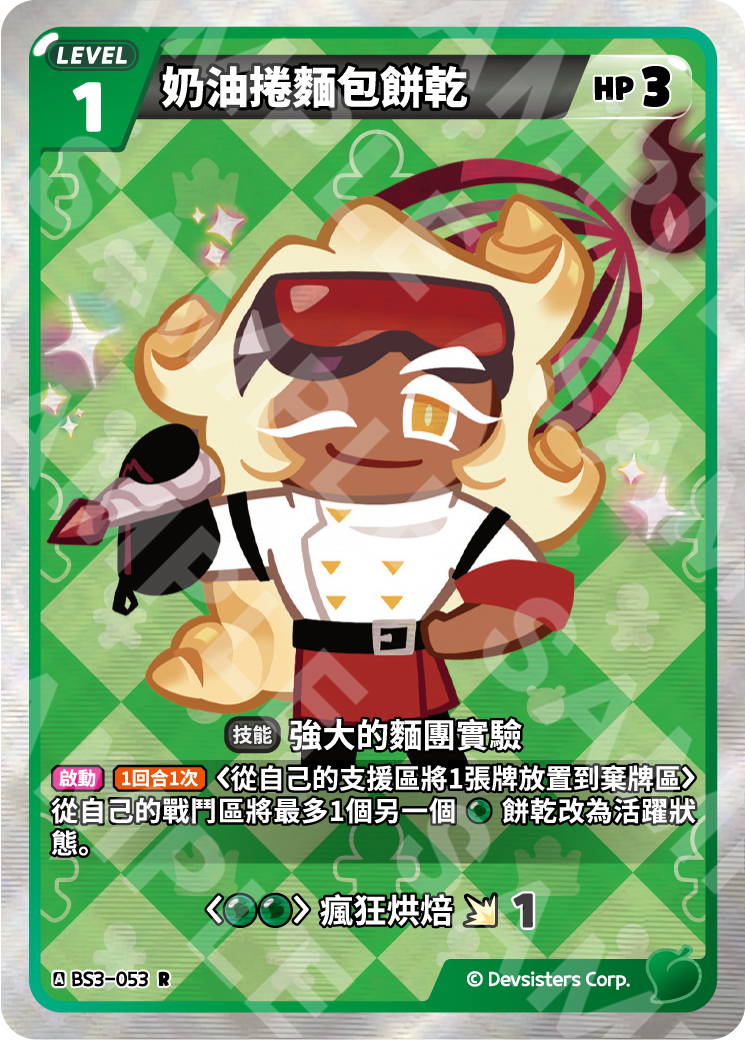 LEVEL
1
奶油捲麵包餅乾
HP 3
技能 強大的麵團實驗
啟動 1回合1次 〈從自己的支援區將1張牌放置到棄牌區〉
從自己的戰鬥區將最多1個另一個 餅乾改為活躍狀
態。
〈 〉 瘋狂烘焙 1
A BS3-053 R
© Devsisters Corp.
SAMPLE SAMPLE SAMPLE